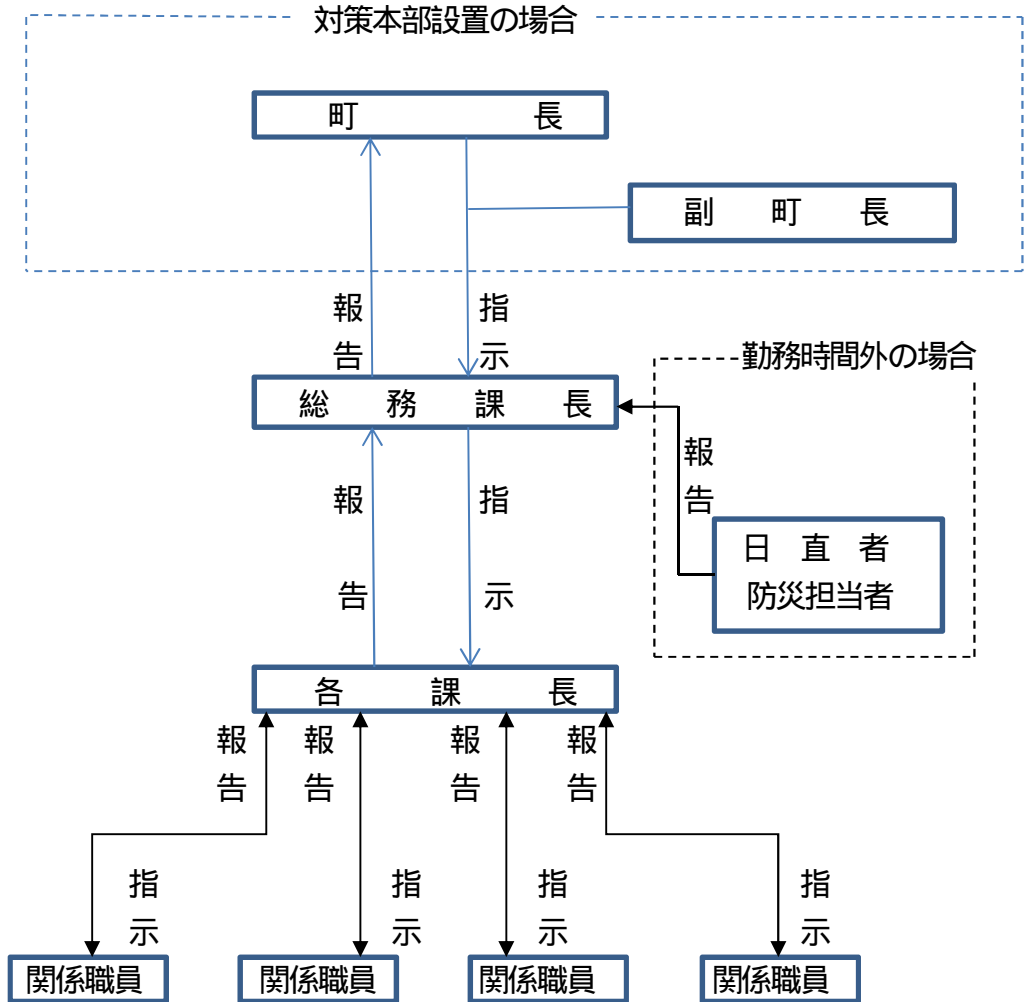 対策本部設置の場合
町　長
副　町　長
報告
指示
総　務　課　長
勤務時間外の場合
報告
日　直　者
防災担当者
報告
指示
各　課　長
報告
報告
報告
報告
指示
指示
指示
指示
関係職員
関係職員
関係職員
関係職員